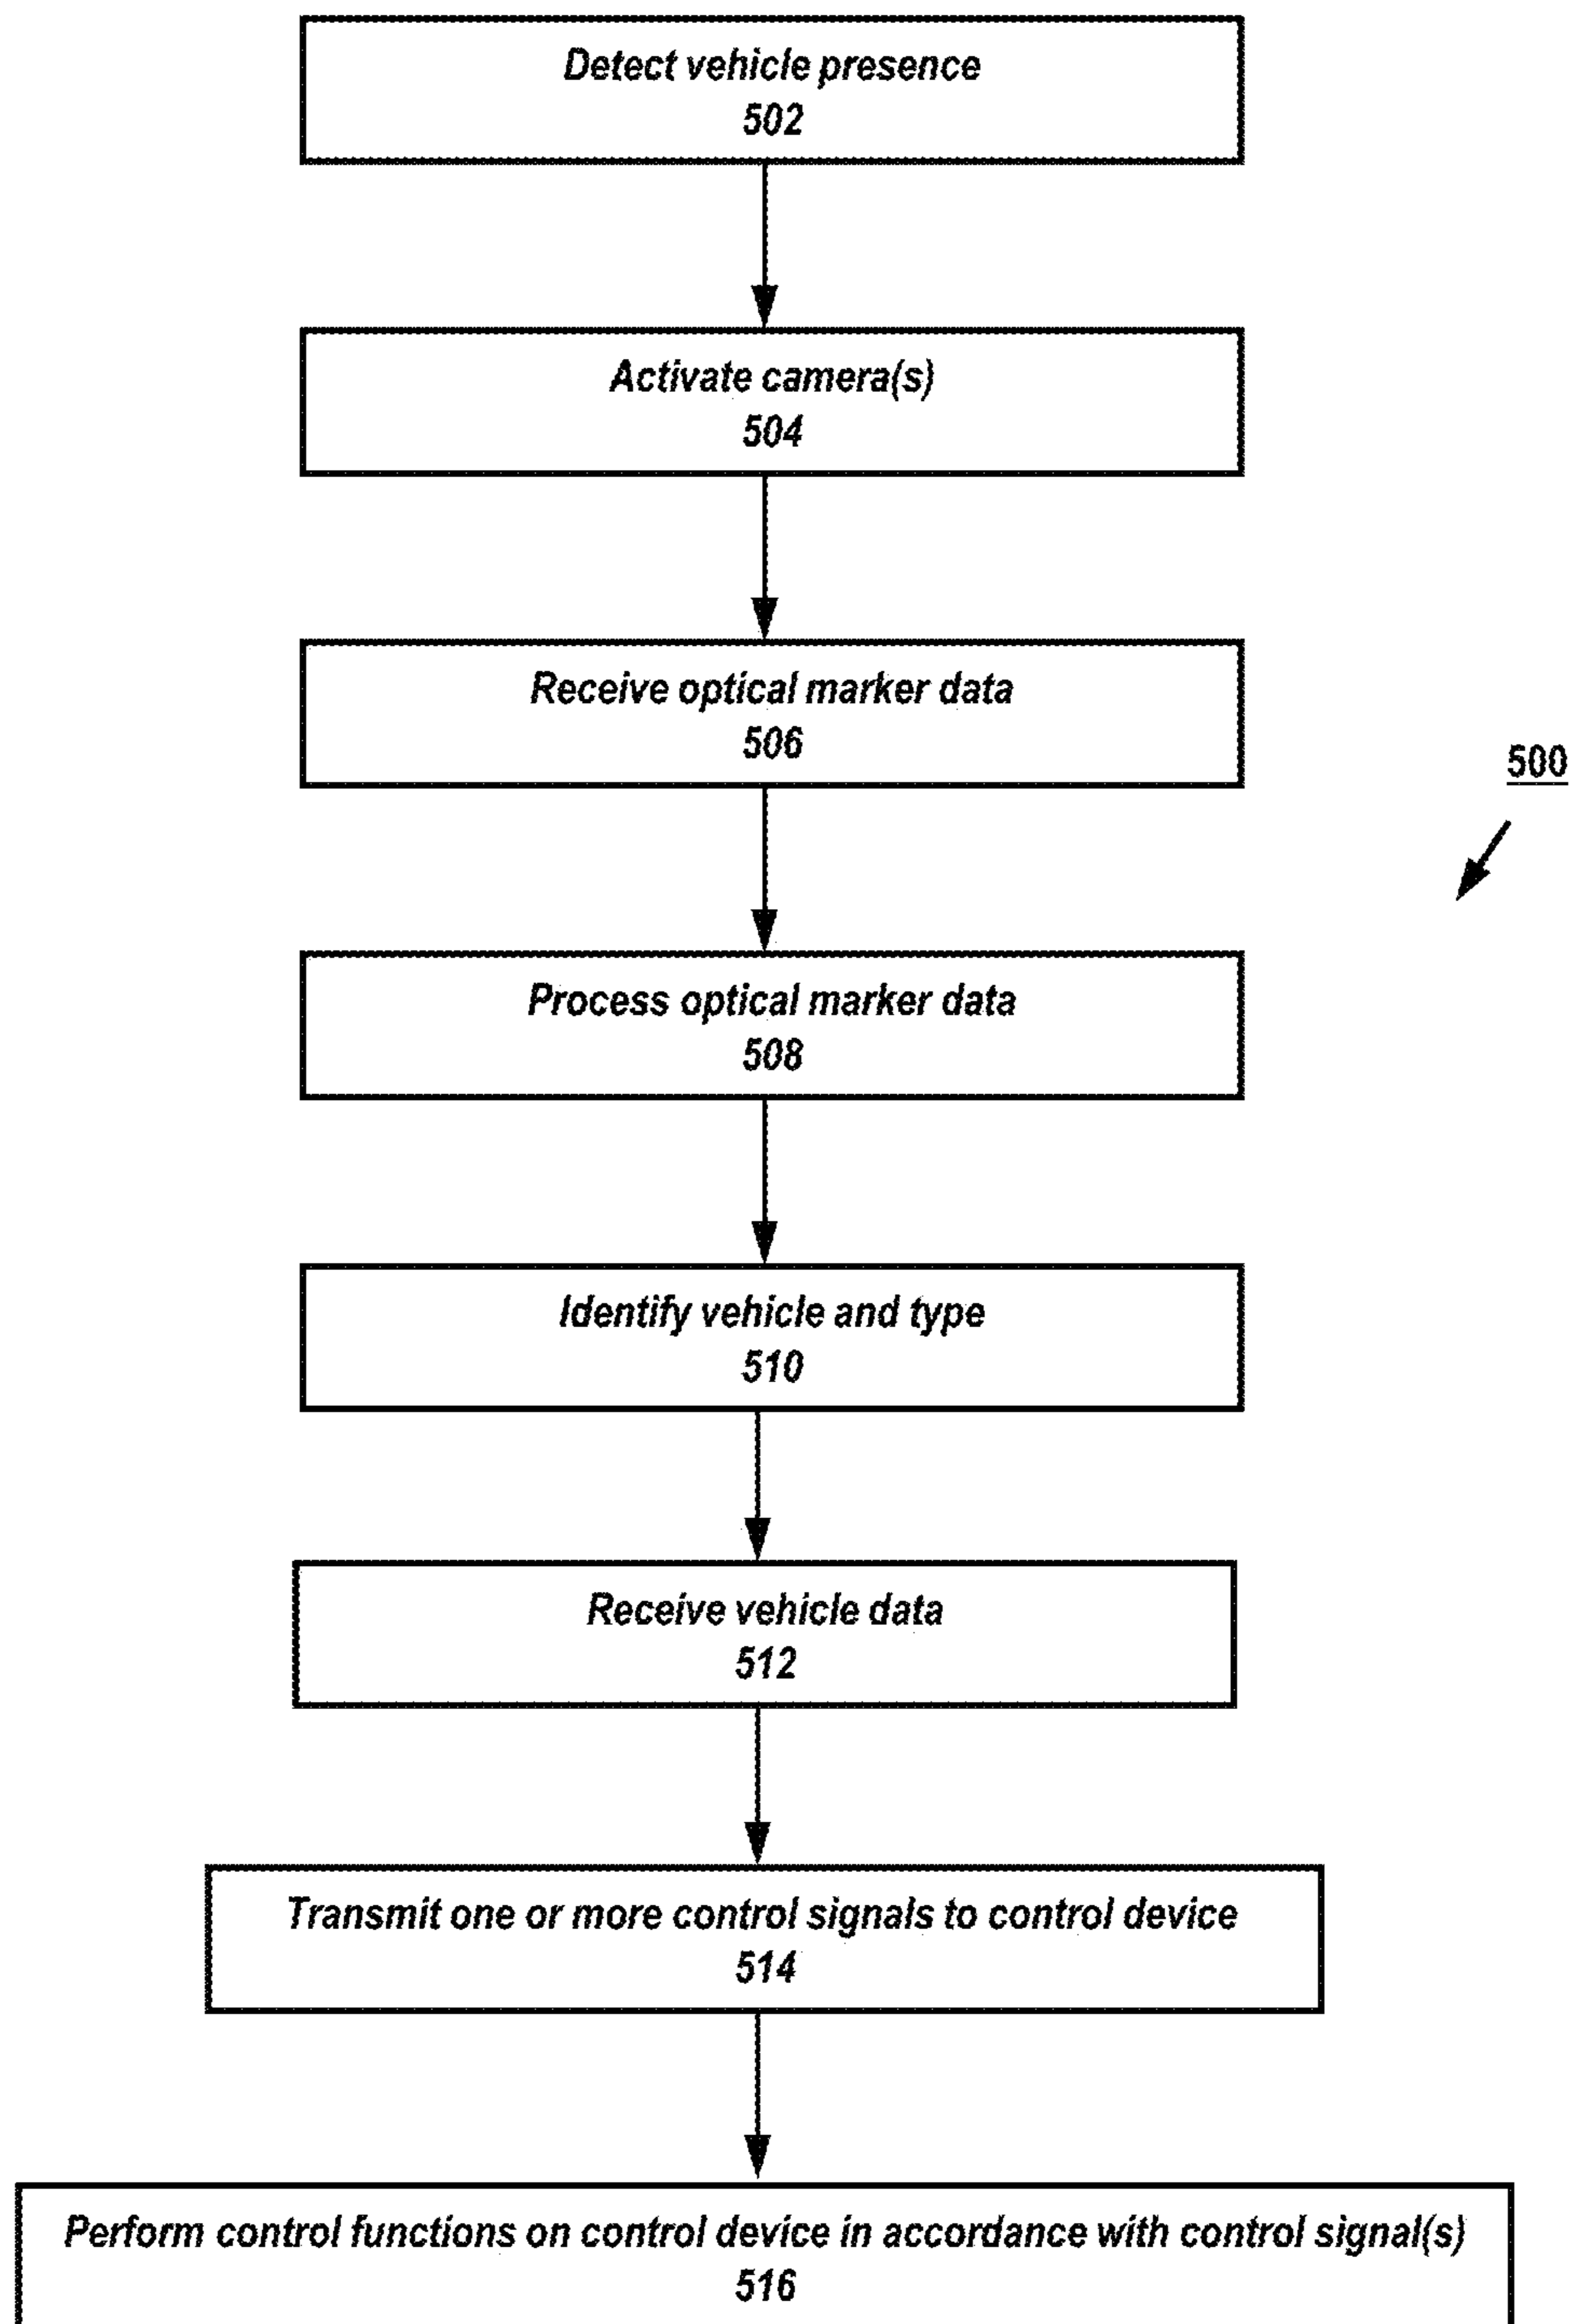 Detect vehicle presence
502
Activate camera(s)
504
Receive optical marker data
506
500
Process optical marker data
508
Identify vehicle and type
510
Receive vehicle data
512
Transmit one or more control signals to control device
514
Perform control functions on control device in accordance with control signal(s)
516